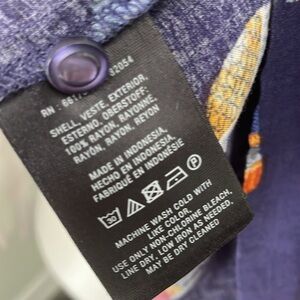 RN
32054
SHELL, VESTE, EXTERIOR,
ESTERNO, OBERSTOFF:
100% RAYON, RAYONNE,
RAYÓN, RAYON, REYON
MADE IN INDONESIA,
HECHO EN INDONESIA,
FABRIQUÉ EN INDONÉSIE
MACHINE WASH COLD WITH
LIKE COLOR,
USE ONLY NON-CHLORINE BLEACH,
LINE DRY, LOW IRON AS NEEDED,
MAY BE DRY CLEANED